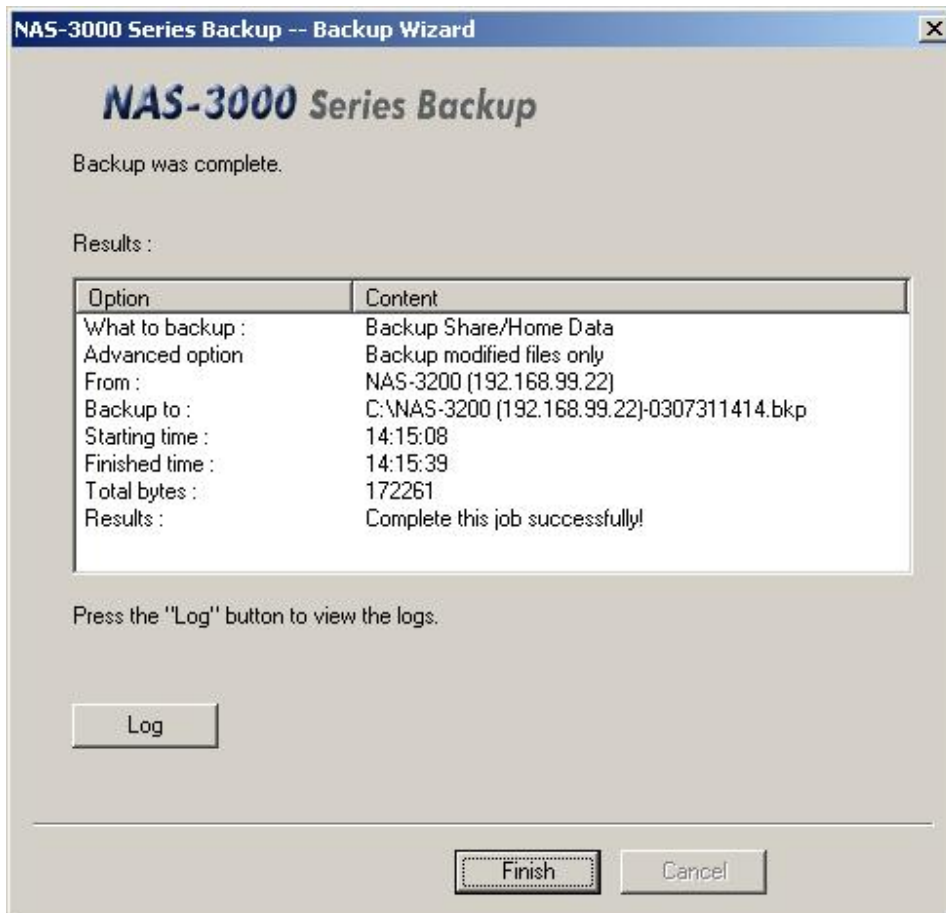 NAS-3000 Series Backup -- Backup Wizard
NAS-3000 Series Backup
Backup was complete.
Results :
Option Content
What to backup : Backup Share/Home Data
Advanced option Backup modified files only
From : NAS-3200 (192.168.99.22)
Backup to : C:\NAS-3200 (192.168.99.22)-0307311414.bkp
Starting time : 14:15:08
Finished time : 14:15:39
Total bytes : 172261
Results : Complete this job successfully!
Press the "Log" button to view the logs.
Log
Finish Cancel